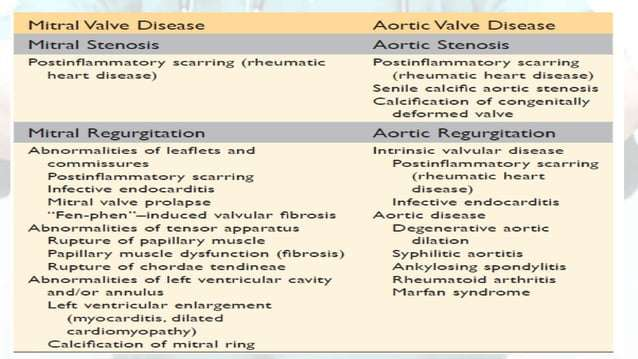 Mitral Valve Disease
Aortic Valve Disease
Mitral Stenosis
Aortic Stenosis
Postinflammatory scarring (rheumatic
heart disease)
Postinflammatory scarring
(rheumatic heart disease)
Senile calcific aortic stenosis
Calcification of congenitally
deformed valve
Mitral Regurgitation
Aortic Regurgitation
Abnormalities of leaflets and
commissures
Postinflammatory scarring
Infective endocarditis
Mitral valve prolapse
“Fen-phen”–induced valvular fibrosis
Abnormalities of tensor apparatus
Rupture of papillary muscle
Papillary muscle dysfunction (fibrosis)
Rupture of chordae tendineae
Abnormalities of left ventricular cavity
and/or annulus
Left ventricular enlargement
(myocarditis, dilated
cardiomyopathy)
Calcification of mitral ring
Intrinsic valvular disease
Postinflammatory scarring
(rheumatic heart
disease)
Infective endocarditis
Aortic disease
Degenerative aortic
dilation
Syphilitic aortitis
Ankylosing spondylitis
Rheumatoid arthritis
Marfan syndrome